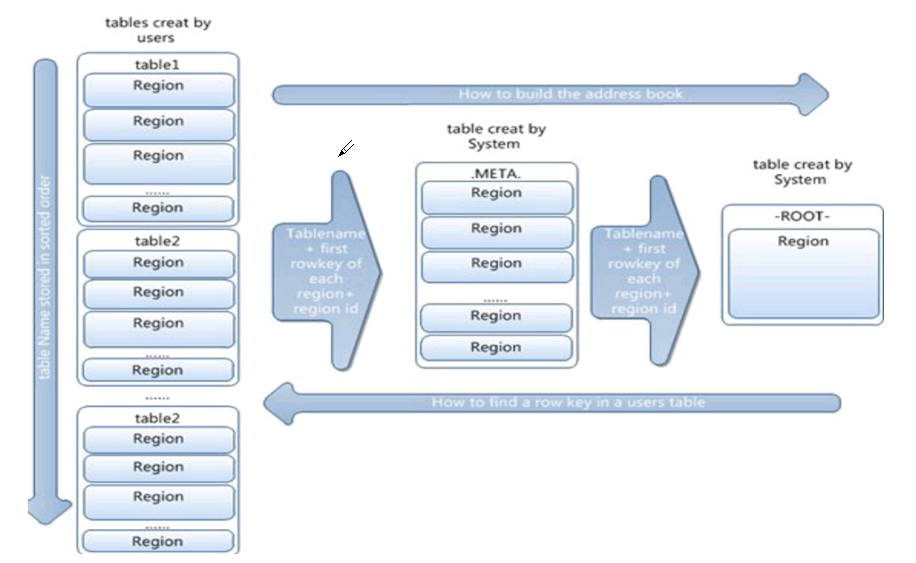 tables creat by
users
table Name stored in sorted order
table1
Region
Region
Region
......
Region
table2
Region
Region
Region
......
Region
......
table2
Region
Region
Region
......
Region
How to build the address book
Tablename
+ first
rowkey of
each
region+
region id
table creat by
System
.META.
Region
Region
Region
......
Region
Region
Tablename
+ first
rowkey of
each
region+
region id
table creat by
System
-ROOT-
Region
How to find a row key in a users table